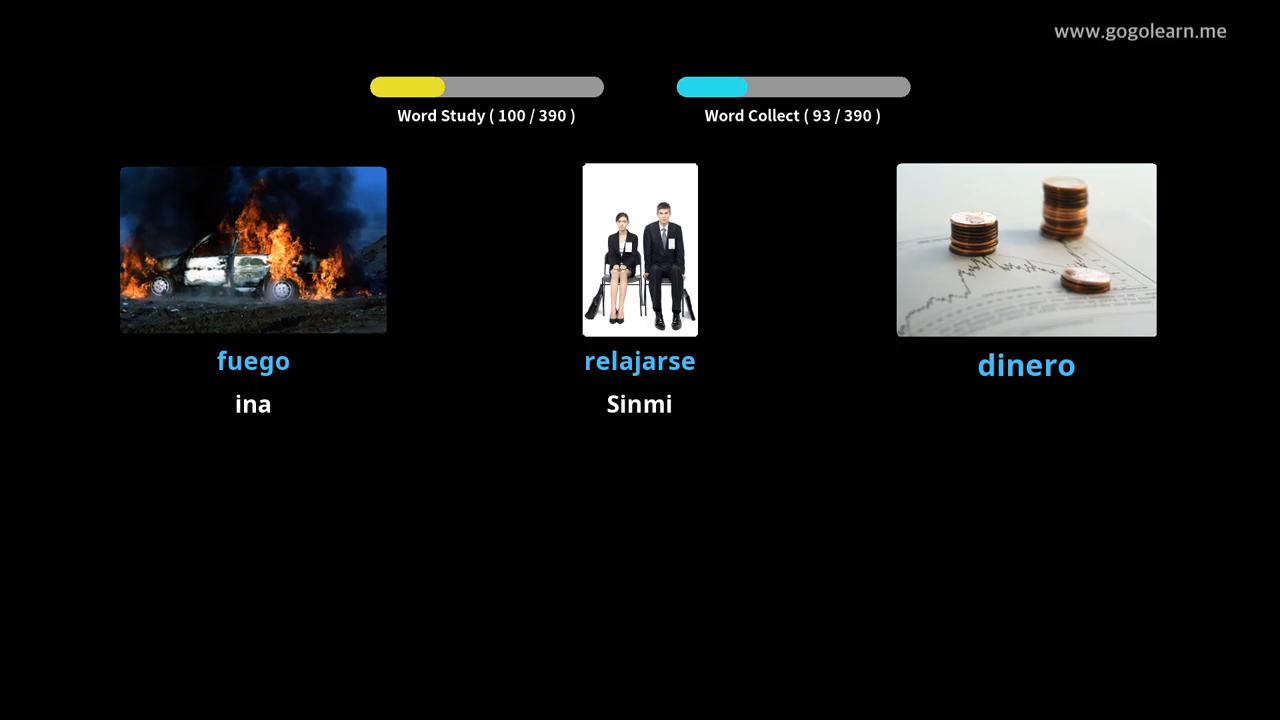 www.gogolearn.me
Word Study ( 100 / 390 )
Word Collect ( 93 / 390 )
fuego
ina
relajarse
Sinmi
dinero